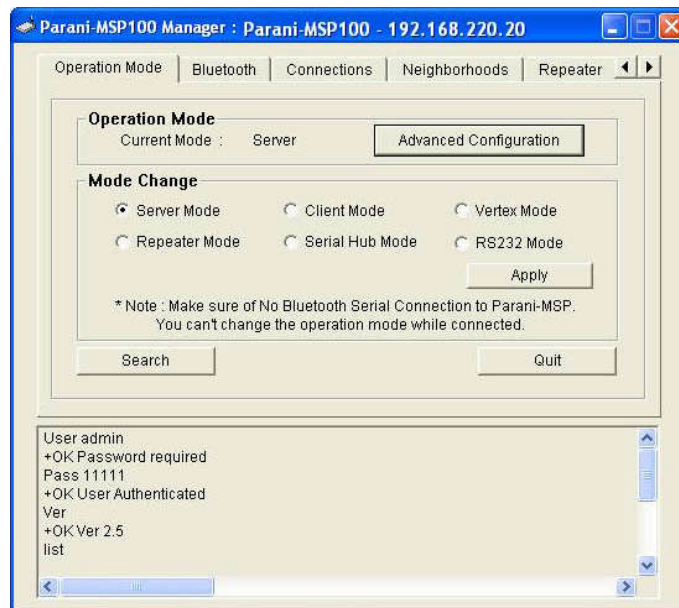 Parani-MSP100 Manager : Parani-MSP100 - 192.168.220.20
Operation Mode Bluetooth Connections Neighborhoods Repeater
Operation Mode
Current Mode : Server Advanced Configuration
Mode Change
Server Mode Client Mode Vertex Mode
Repeater Mode Serial Hub Mode RS232 Mode
Apply
* Note : Make sure of No Bluetooth Serial Connection to Parani-MSP.
You can't change the operation mode while connected.
Search Quit
User admin
+OK Password required
Pass 11111
+OK User Authenticated
Ver
+OK Ver 2.5
list